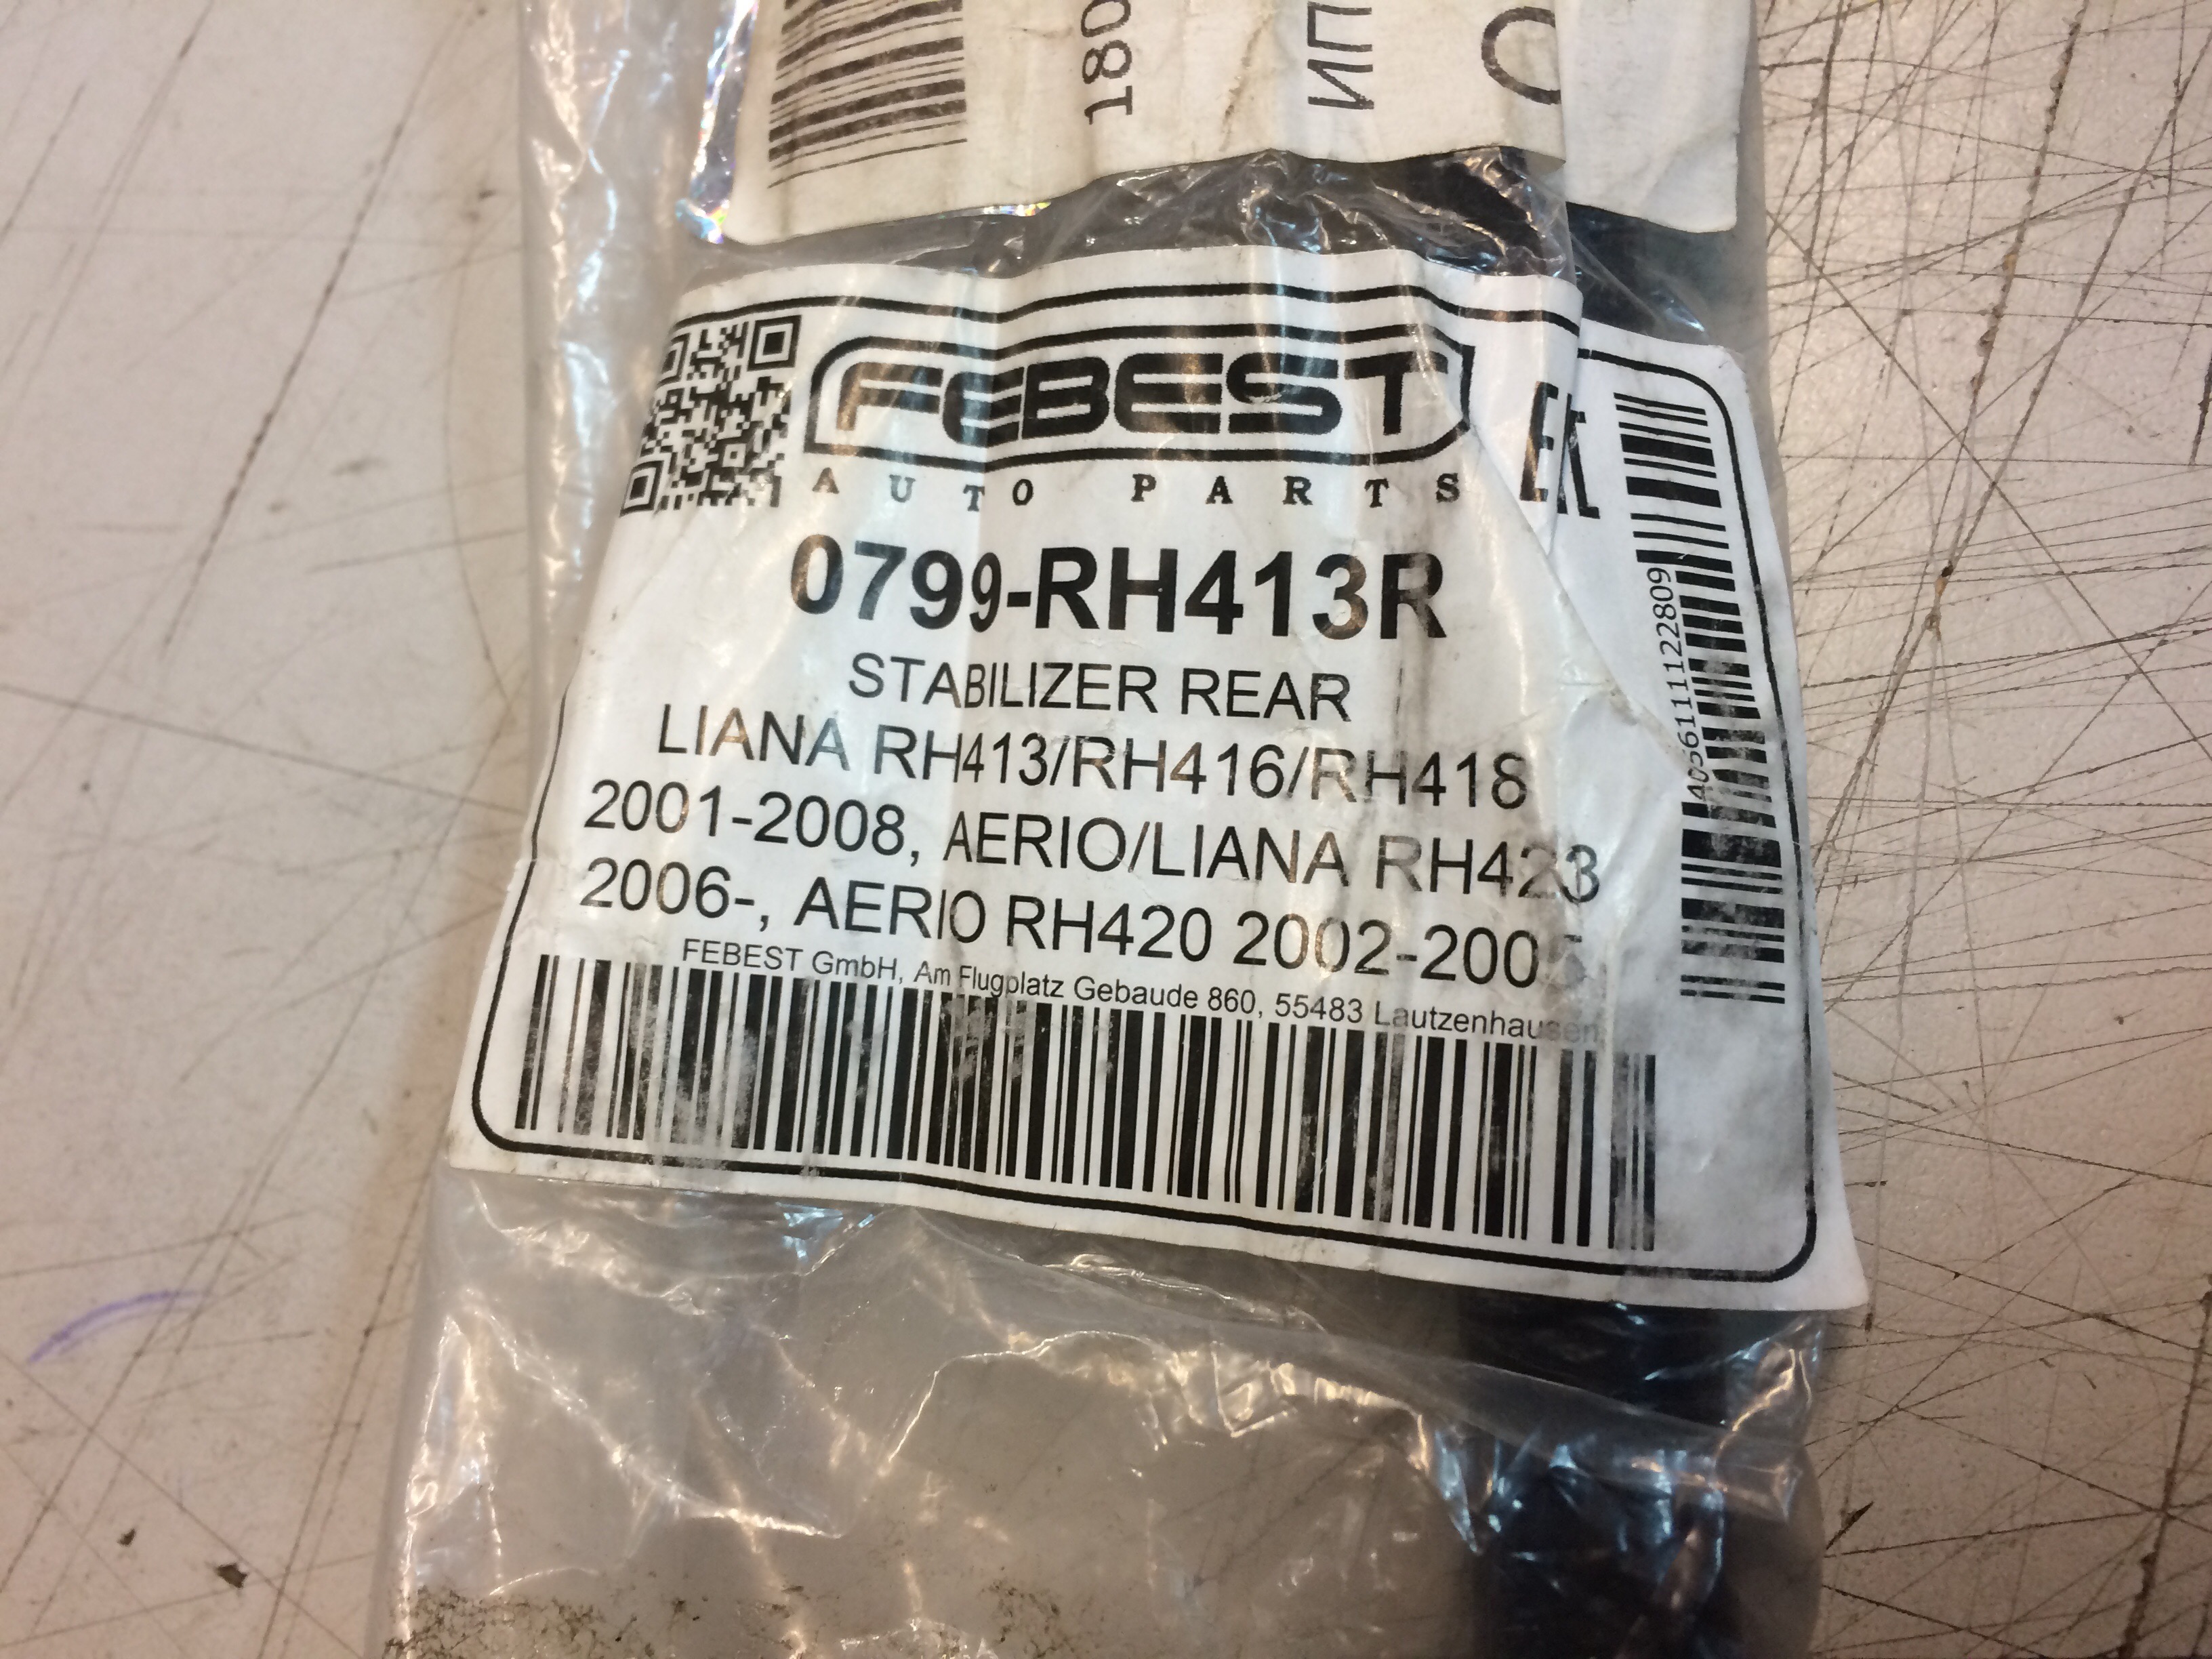 180
ИП
FEBEST
AUTO PARTS
0799-RH413R
STABILIZER REAR
LIANA RH413/RH416/RH418
2001-2008, AERIO/LIANA RH423
2006-, AERIO RH420 2002-2005
FEBEST GmbH, Am Flugplatz Gebaude 860, 55483 Lautzenhausen
4056111122809